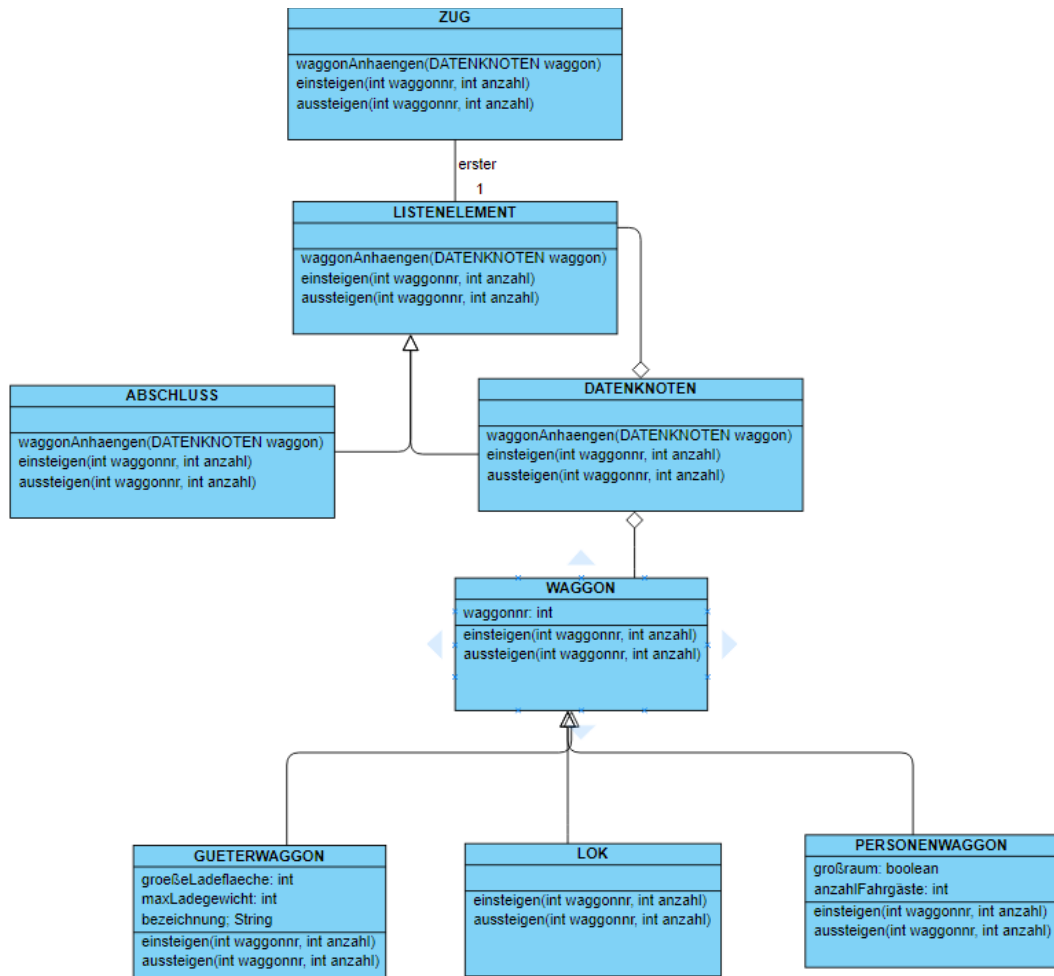 ZUG
waggonAnhaengen(DATENKNOTEN waggon)
einsteigen(int waggonnr, int anzahl)
aussteigen(int waggonnr, int anzahl)
erster
1
LISTENELEMENT
waggonAnhaengen(DATENKNOTEN waggon)
einsteigen(int waggonnr, int anzahl)
aussteigen(int waggonnr, int anzahl)
ABSCHLUSS
waggonAnhaengen(DATENKNOTEN waggon)
einsteigen(int waggonnr, int anzahl)
aussteigen(int waggonnr, int anzahl)
DATENKNOTEN
waggonAnhaengen(DATENKNOTEN waggon)
einsteigen(int waggonnr, int anzahl)
aussteigen(int waggonnr, int anzahl)
WAGGON
waggonnr: int
einsteigen(int waggonnr, int anzahl)
aussteigen(int waggonnr, int anzahl)
GUETERWAGGON
groeßeLadeflaeche: int
maxLadegewicht: int
bezeichnung; String
einsteigen(int waggonnr, int anzahl)
aussteigen(int waggonnr, int anzahl)
LOK
einsteigen(int waggonnr, int anzahl)
aussteigen(int waggonnr, int anzahl)
PERSONENWAGGON
großraum: boolean
anzahlFahrgäste: int
einsteigen(int waggonnr, int anzahl)
aussteigen(int waggonnr, int anzahl)